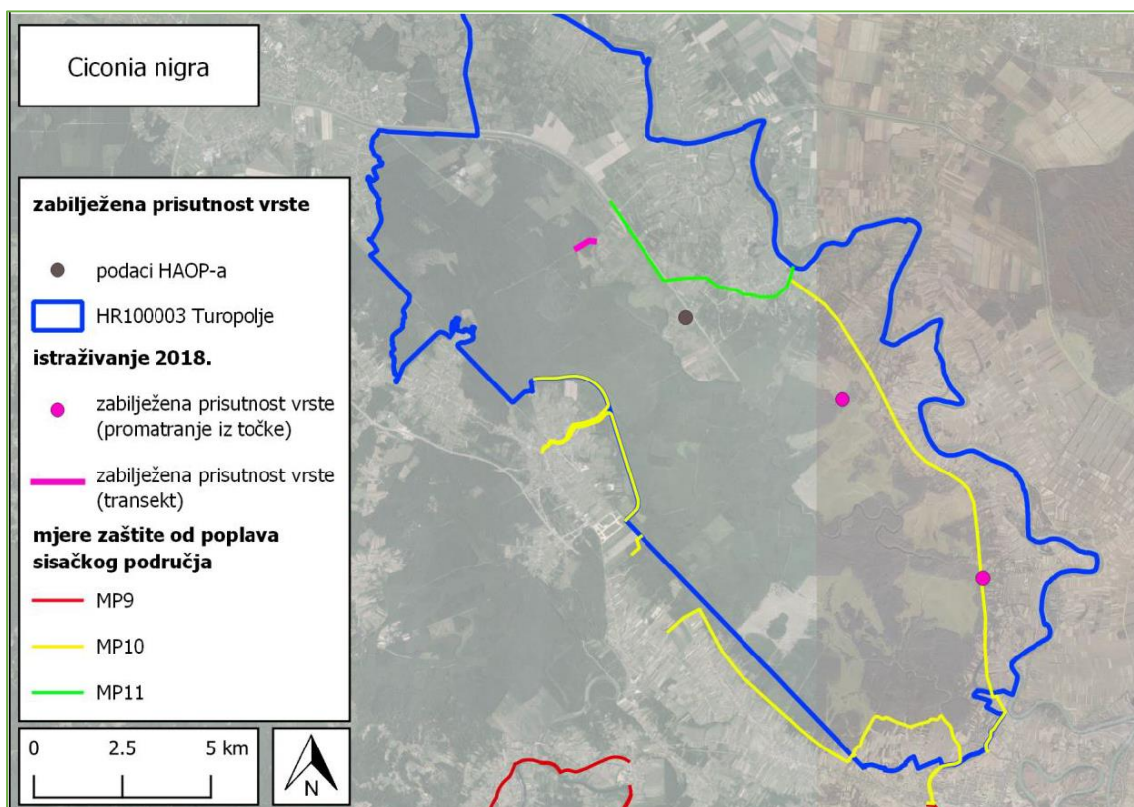 Ciconia nigra
zabilježena prisutnost vrste
podaci HAOP-a
HR100003 Turopolje
istraživanje 2018.
zabilježena prisutnost vrste
(promatranje iz točke)
zabilježena prisutnost vrste
(transekt)
mjere zaštite od poplava
sisačkog područja
MP9
MP10
MP11
0 2.5 5 km
N